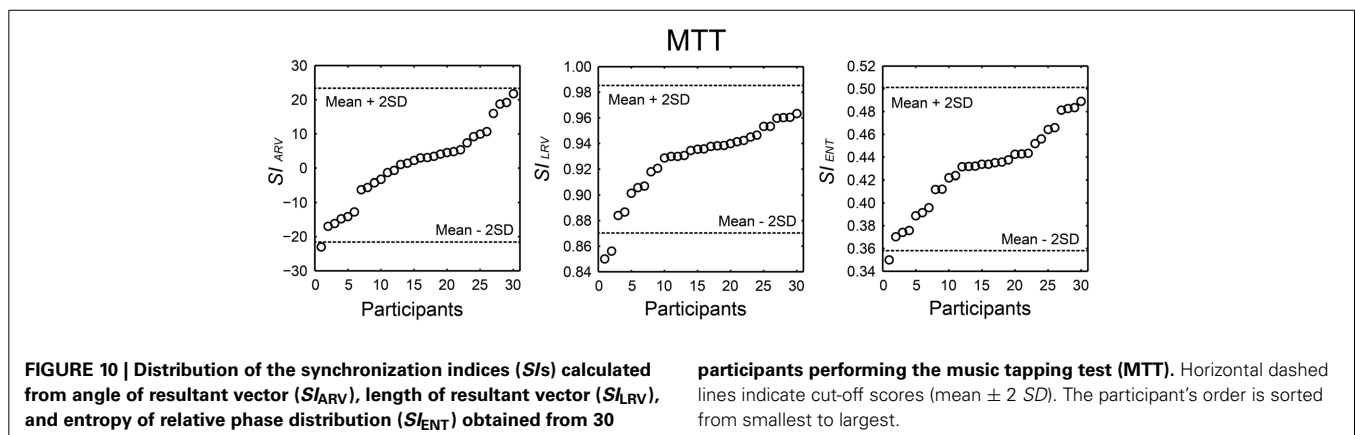 MTT
30
20
10
0
−10
−20
−30
SI ARV
Mean + 2SD
Mean - 2SD
0 5 10 15 20 25 30
Participants
1.00
0.98
0.96
0.94
0.92
0.90
0.88
0.86
0.84
SI LRV
Mean + 2SD
Mean - 2SD
0 5 10 15 20 25 30
Participants
0.52
0.50
0.48
0.46
0.44
0.42
0.40
0.38
0.36
0.34
SI ENT
Mean + 2SD
Mean - 2SD
0 5 10 15 20 25 30
Participants
FIGURE 10 | Distribution of the synchronization indices (SIs) calculated
from angle of resultant vector (SIARV), length of resultant vector (SILRV),
and entropy of relative phase distribution (SIENT) obtained from 30
participants performing the music tapping test (MTT). Horizontal dashed
lines indicate cut-off scores (mean ± 2 SD). The participant's order is sorted
from smallest to largest.